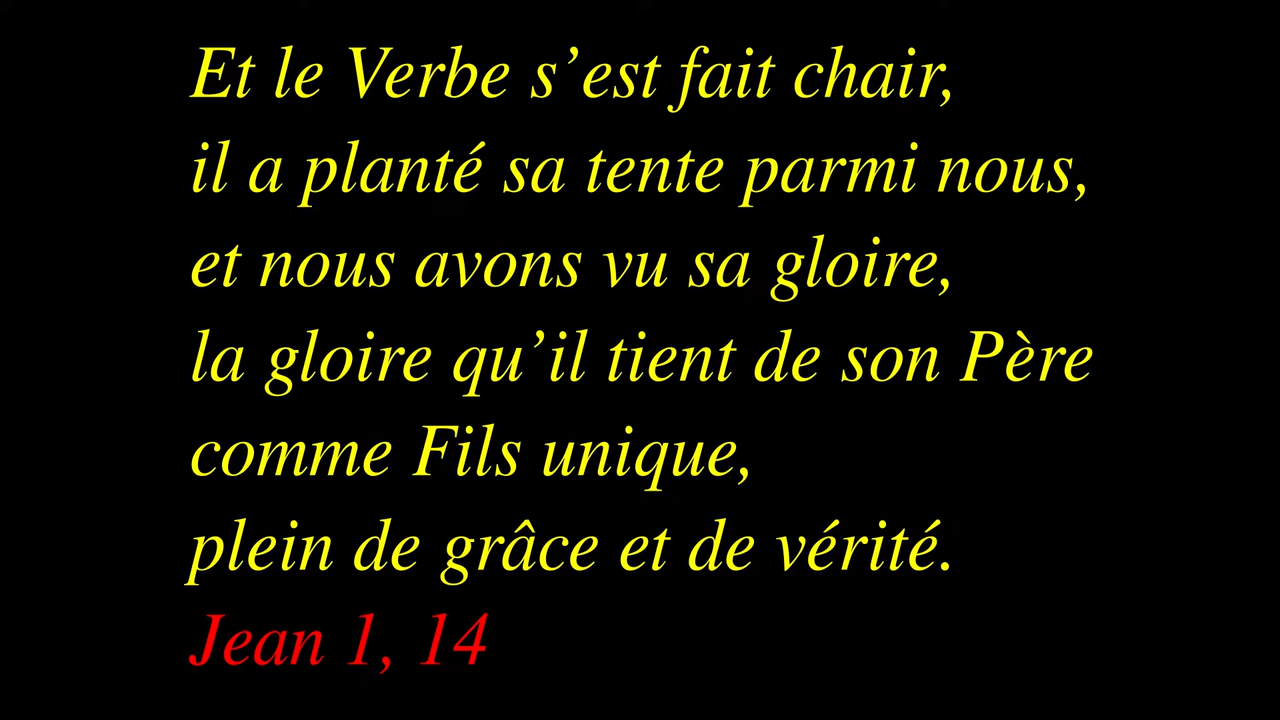 Et le Verbe s’est fait chair,
il a planté sa tente parmi nous,
et nous avons vu sa gloire,
la gloire qu’il tient de son Père
comme Fils unique,
plein de grâce et de vérité.
Jean 1, 14